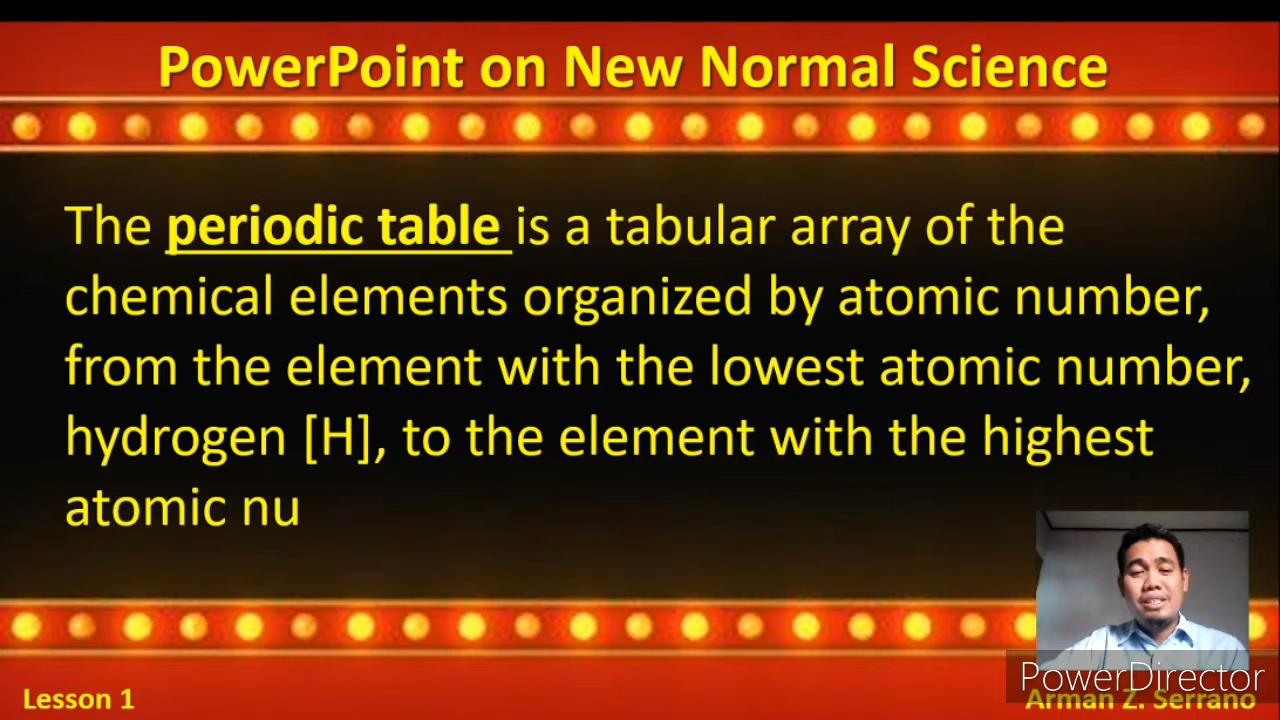 PowerPoint on New Normal Science
The periodic table is a tabular array of the
chemical elements organized by atomic number,
from the element with the lowest atomic number,
hydrogen [H], to the element with the highest
atomic nu
PowerDirector
Lesson 1
Arman Z. Serrano